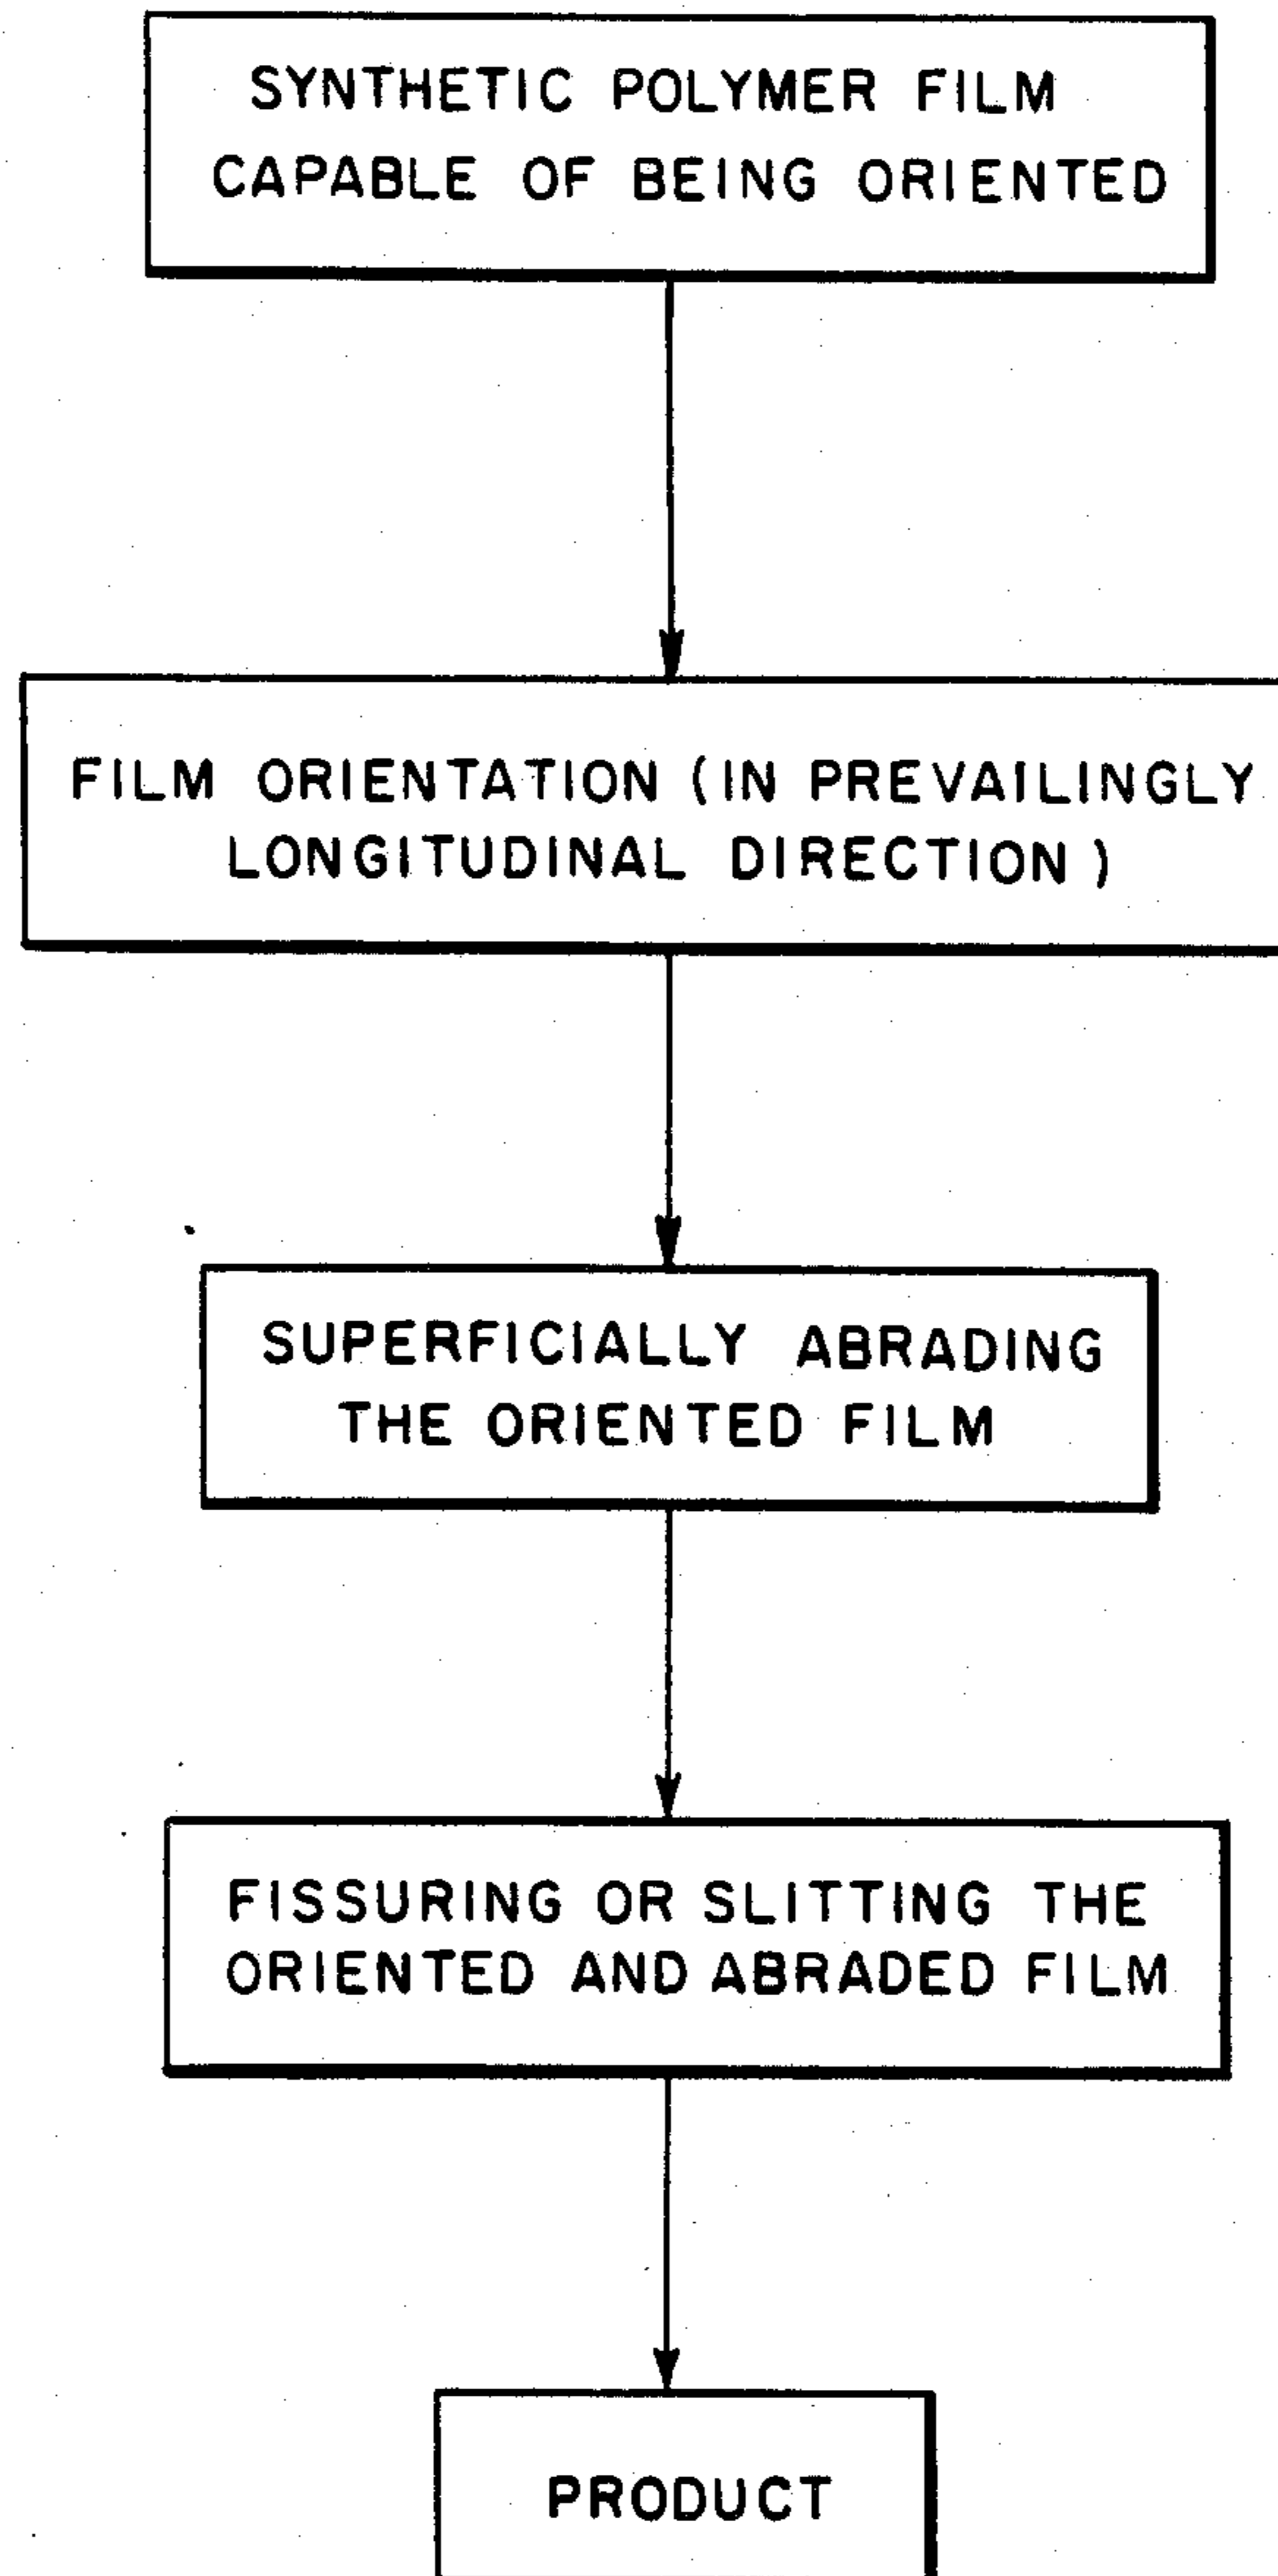 SYNTHETIC POLYMER FILM
CAPABLE OF BEING ORIENTED
FILM ORIENTATION (IN PREVAILINGLY
LONGITUDINAL DIRECTION)
SUPERFICIALLY ABRADING
THE ORIENTED FILM
FISSURING OR SLITTING THE
ORIENTED AND ABRADED FILM
PRODUCT